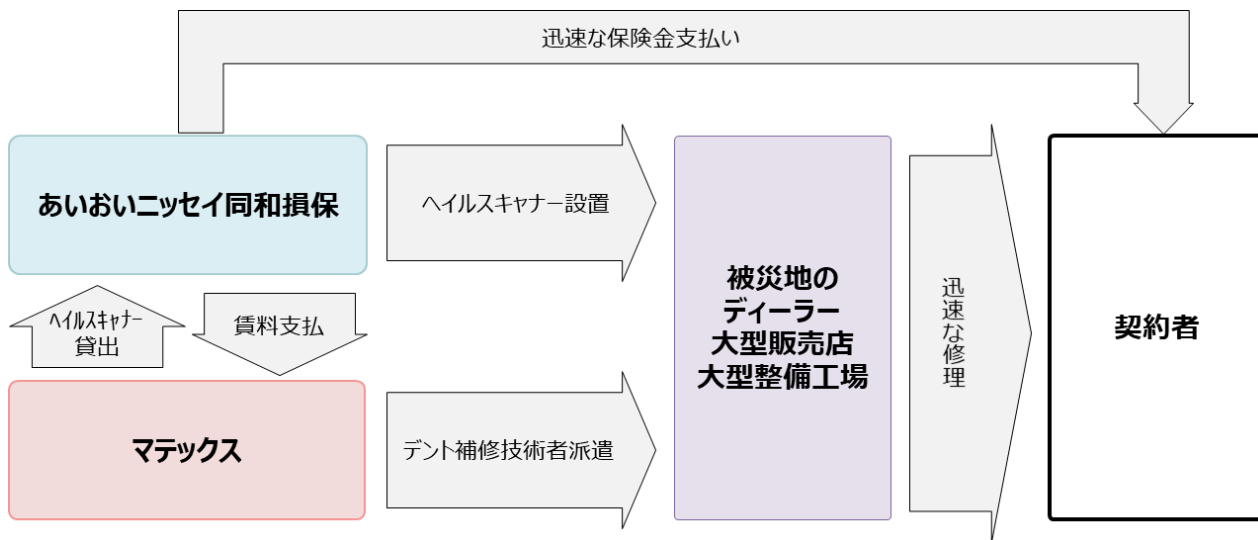 迅速な保険金支払い
あいおいニッセイ同和損保
ヘイルスキャナー設置
ﾍｲﾙｽｷｬﾅｰ
貸出
賃料支払
マテックス
デント補修技術者派遣
被災地の
ディーラー
大型販売店
大型整備工場
迅速な修理
契約者